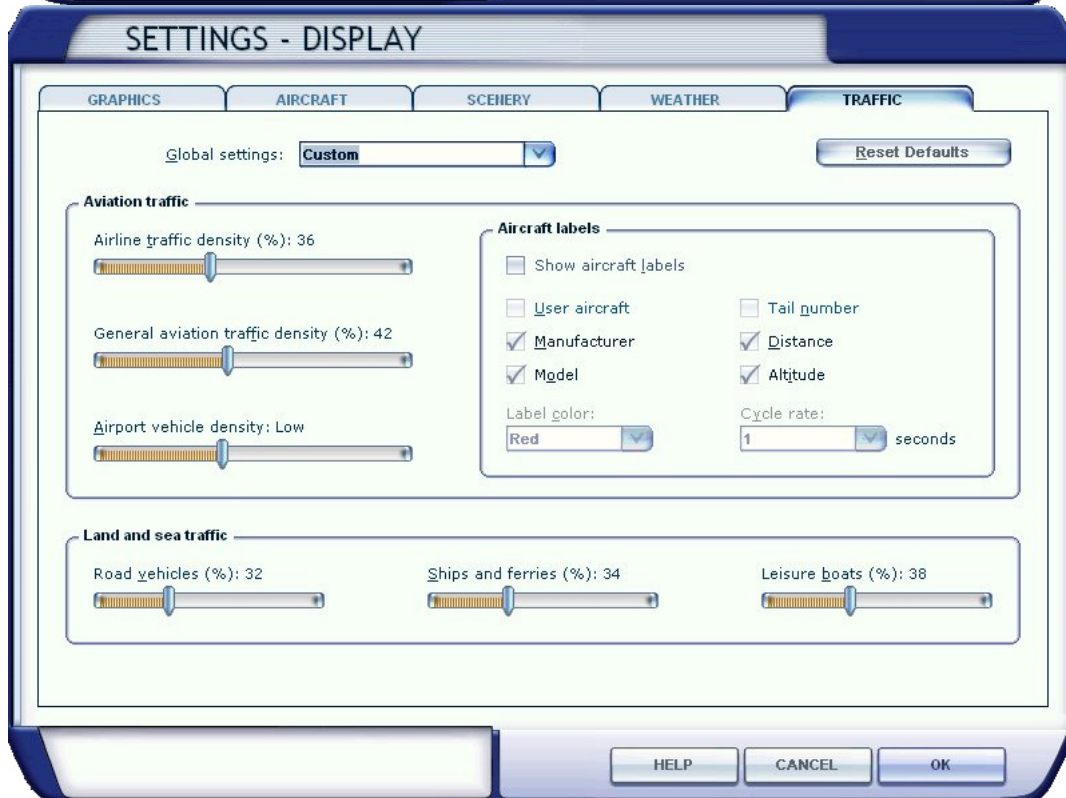 SETTINGS - DISPLAY
GRAPHICS AIRCRAFT SCENERY WEATHER TRAFFIC
Global settings: Custom Reset Defaults
Aviation traffic
Airline traffic density (%): 36
General aviation traffic density (%): 42
Airport vehicle density: Low
Aircraft labels
Show aircraft labels
User aircraft Tail number
Manufacturer Distance
Model Altitude
Label color: Cycle rate:
Red 1 seconds
Land and sea traffic
Road vehicles (%): 32 Ships and ferries (%): 34 Leisure boats (%): 38
HELP CANCEL OK